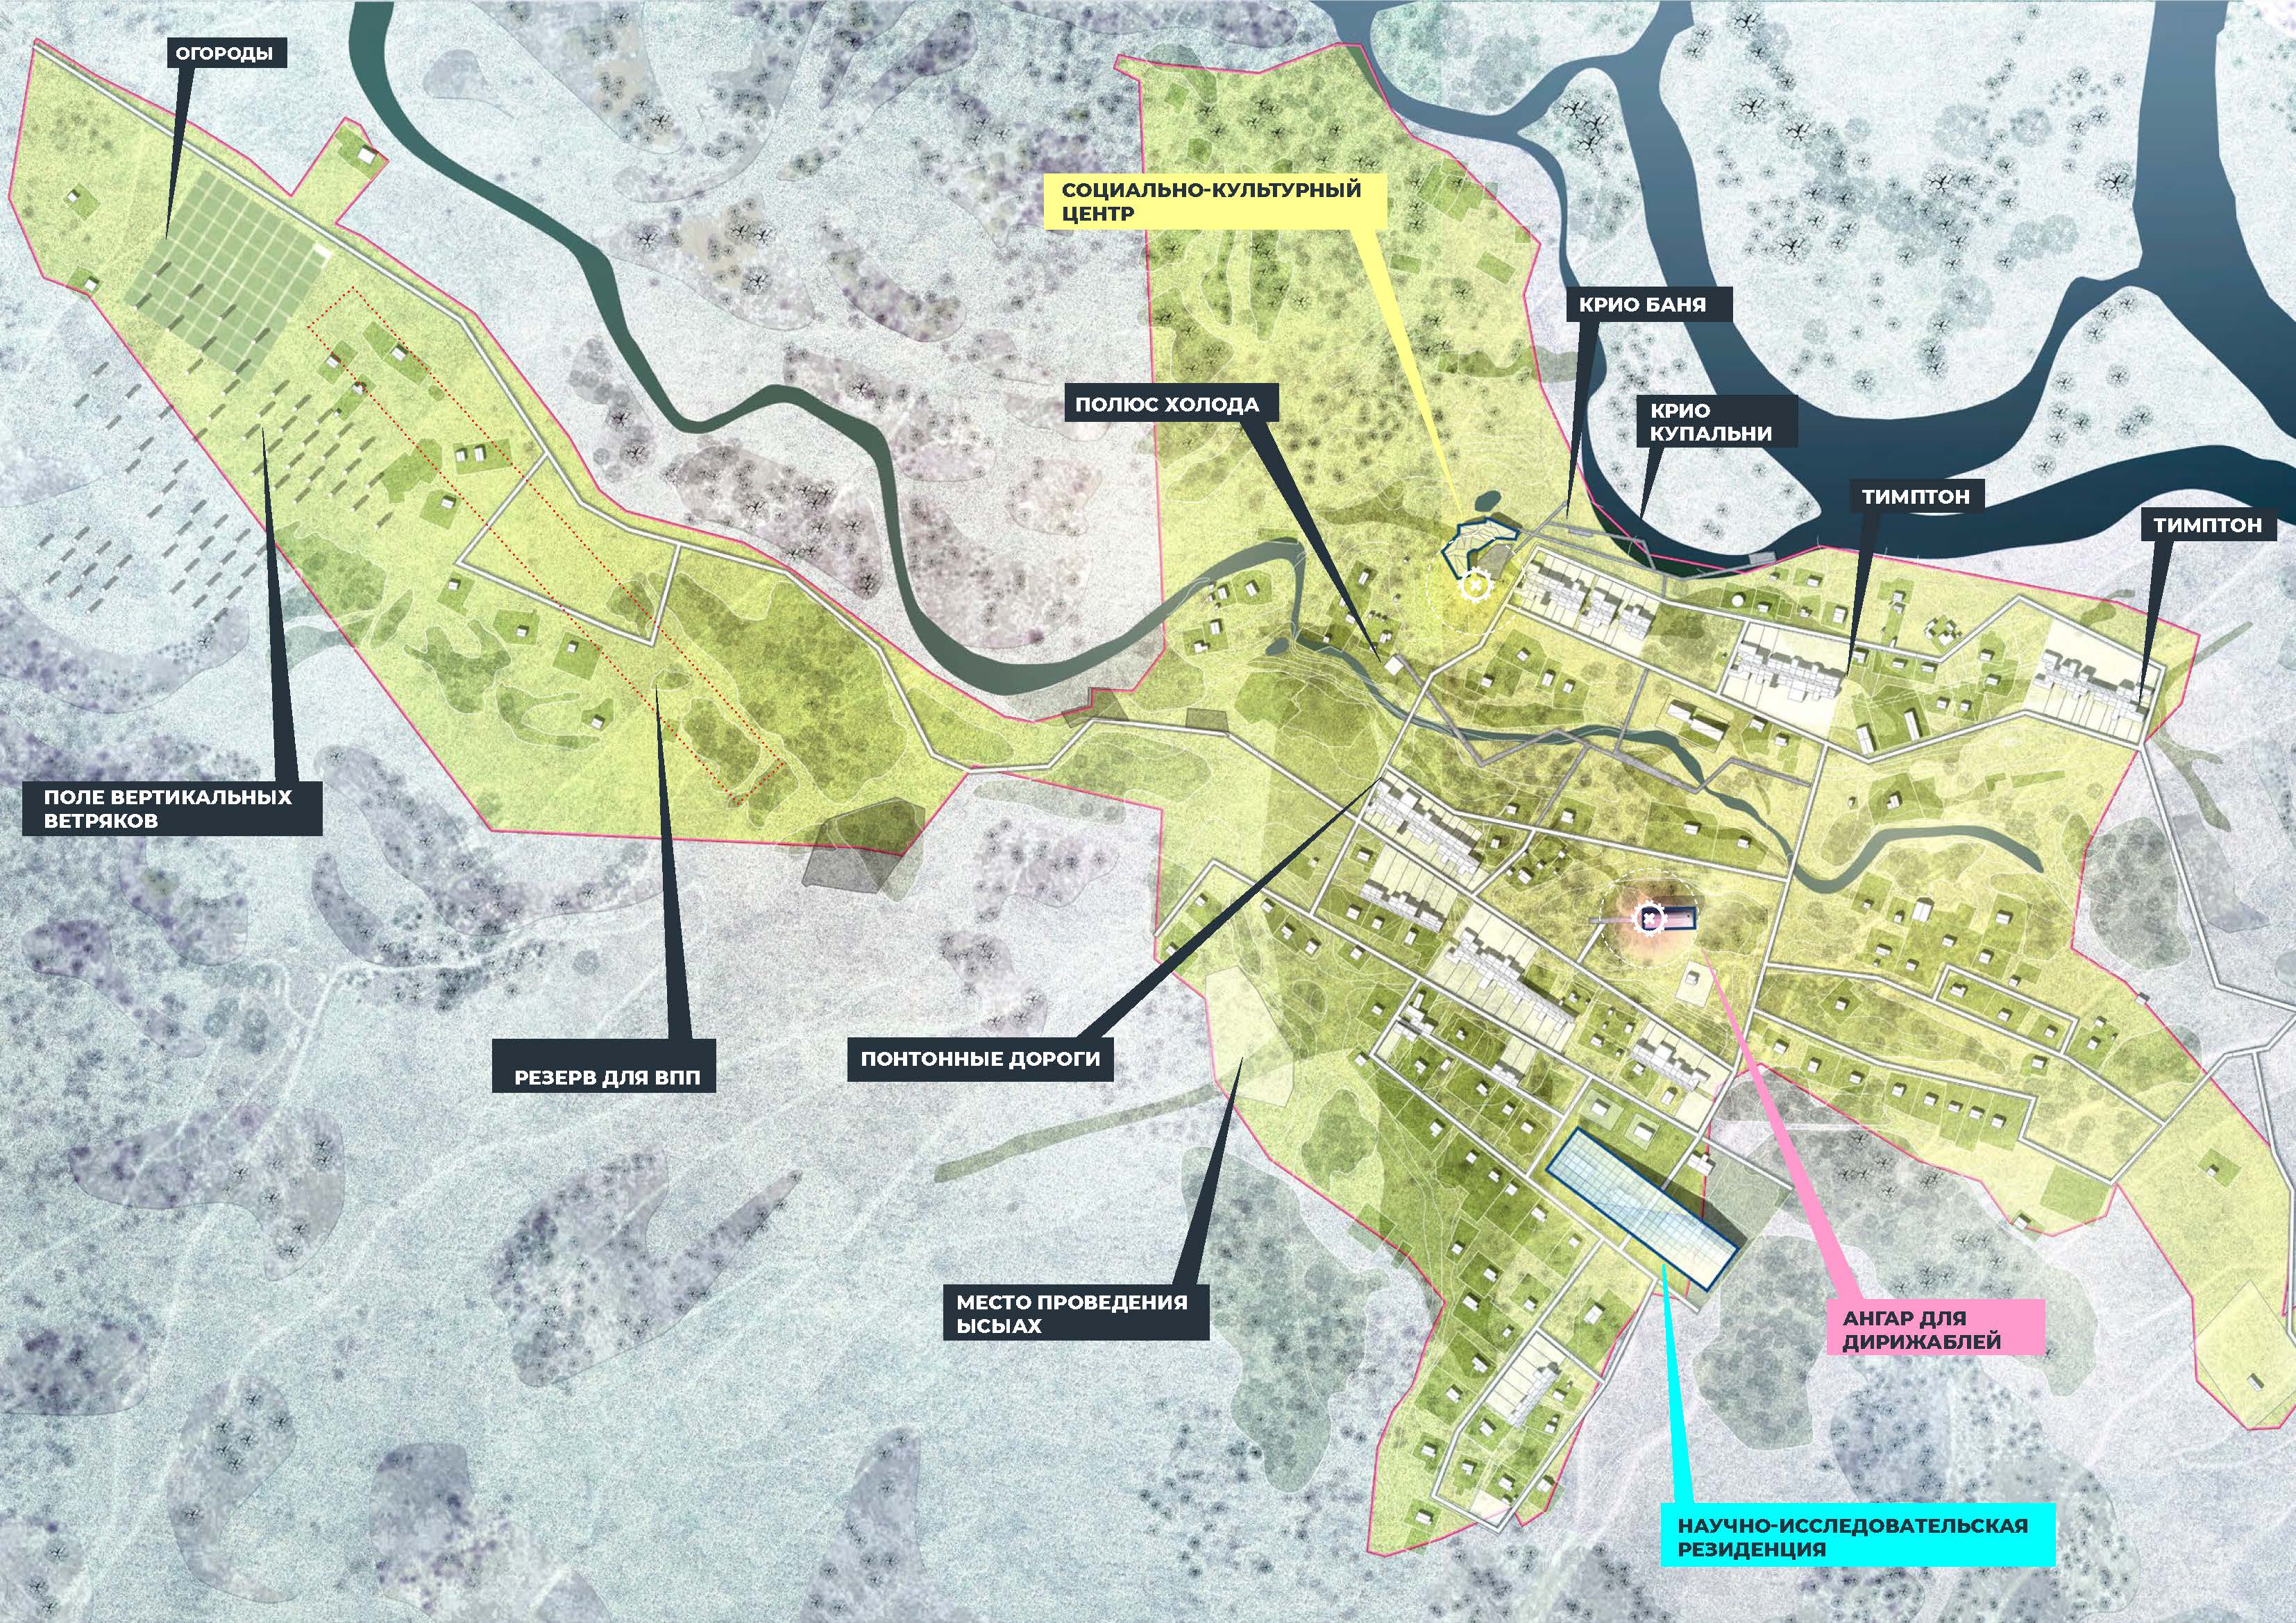 ОГОРОДЫ
СОЦИАЛЬНО-КУЛЬТУРНЫЙ
ЦЕНТР
КРИО БАНЯ
ПОЛЮС ХОЛОДА
КРИО
КУПАЛЬНИ
ТИМПТОН
ТИМПТОН
ПОЛЕ ВЕРТИКАЛЬНЫХ
ВЕТРЯКОВ
РЕЗЕРВ ДЛЯ ВПП
ПОНТОННЫЕ ДОРОГИ
МЕСТО ПРОВЕДЕНИЯ
ЫСЫАХ
АНГАР ДЛЯ
ДИРИЖАБЛЕЙ
НАУЧНО-ИССЛЕДОВАТЕЛЬСКАЯ
РЕЗИДЕНЦИЯ